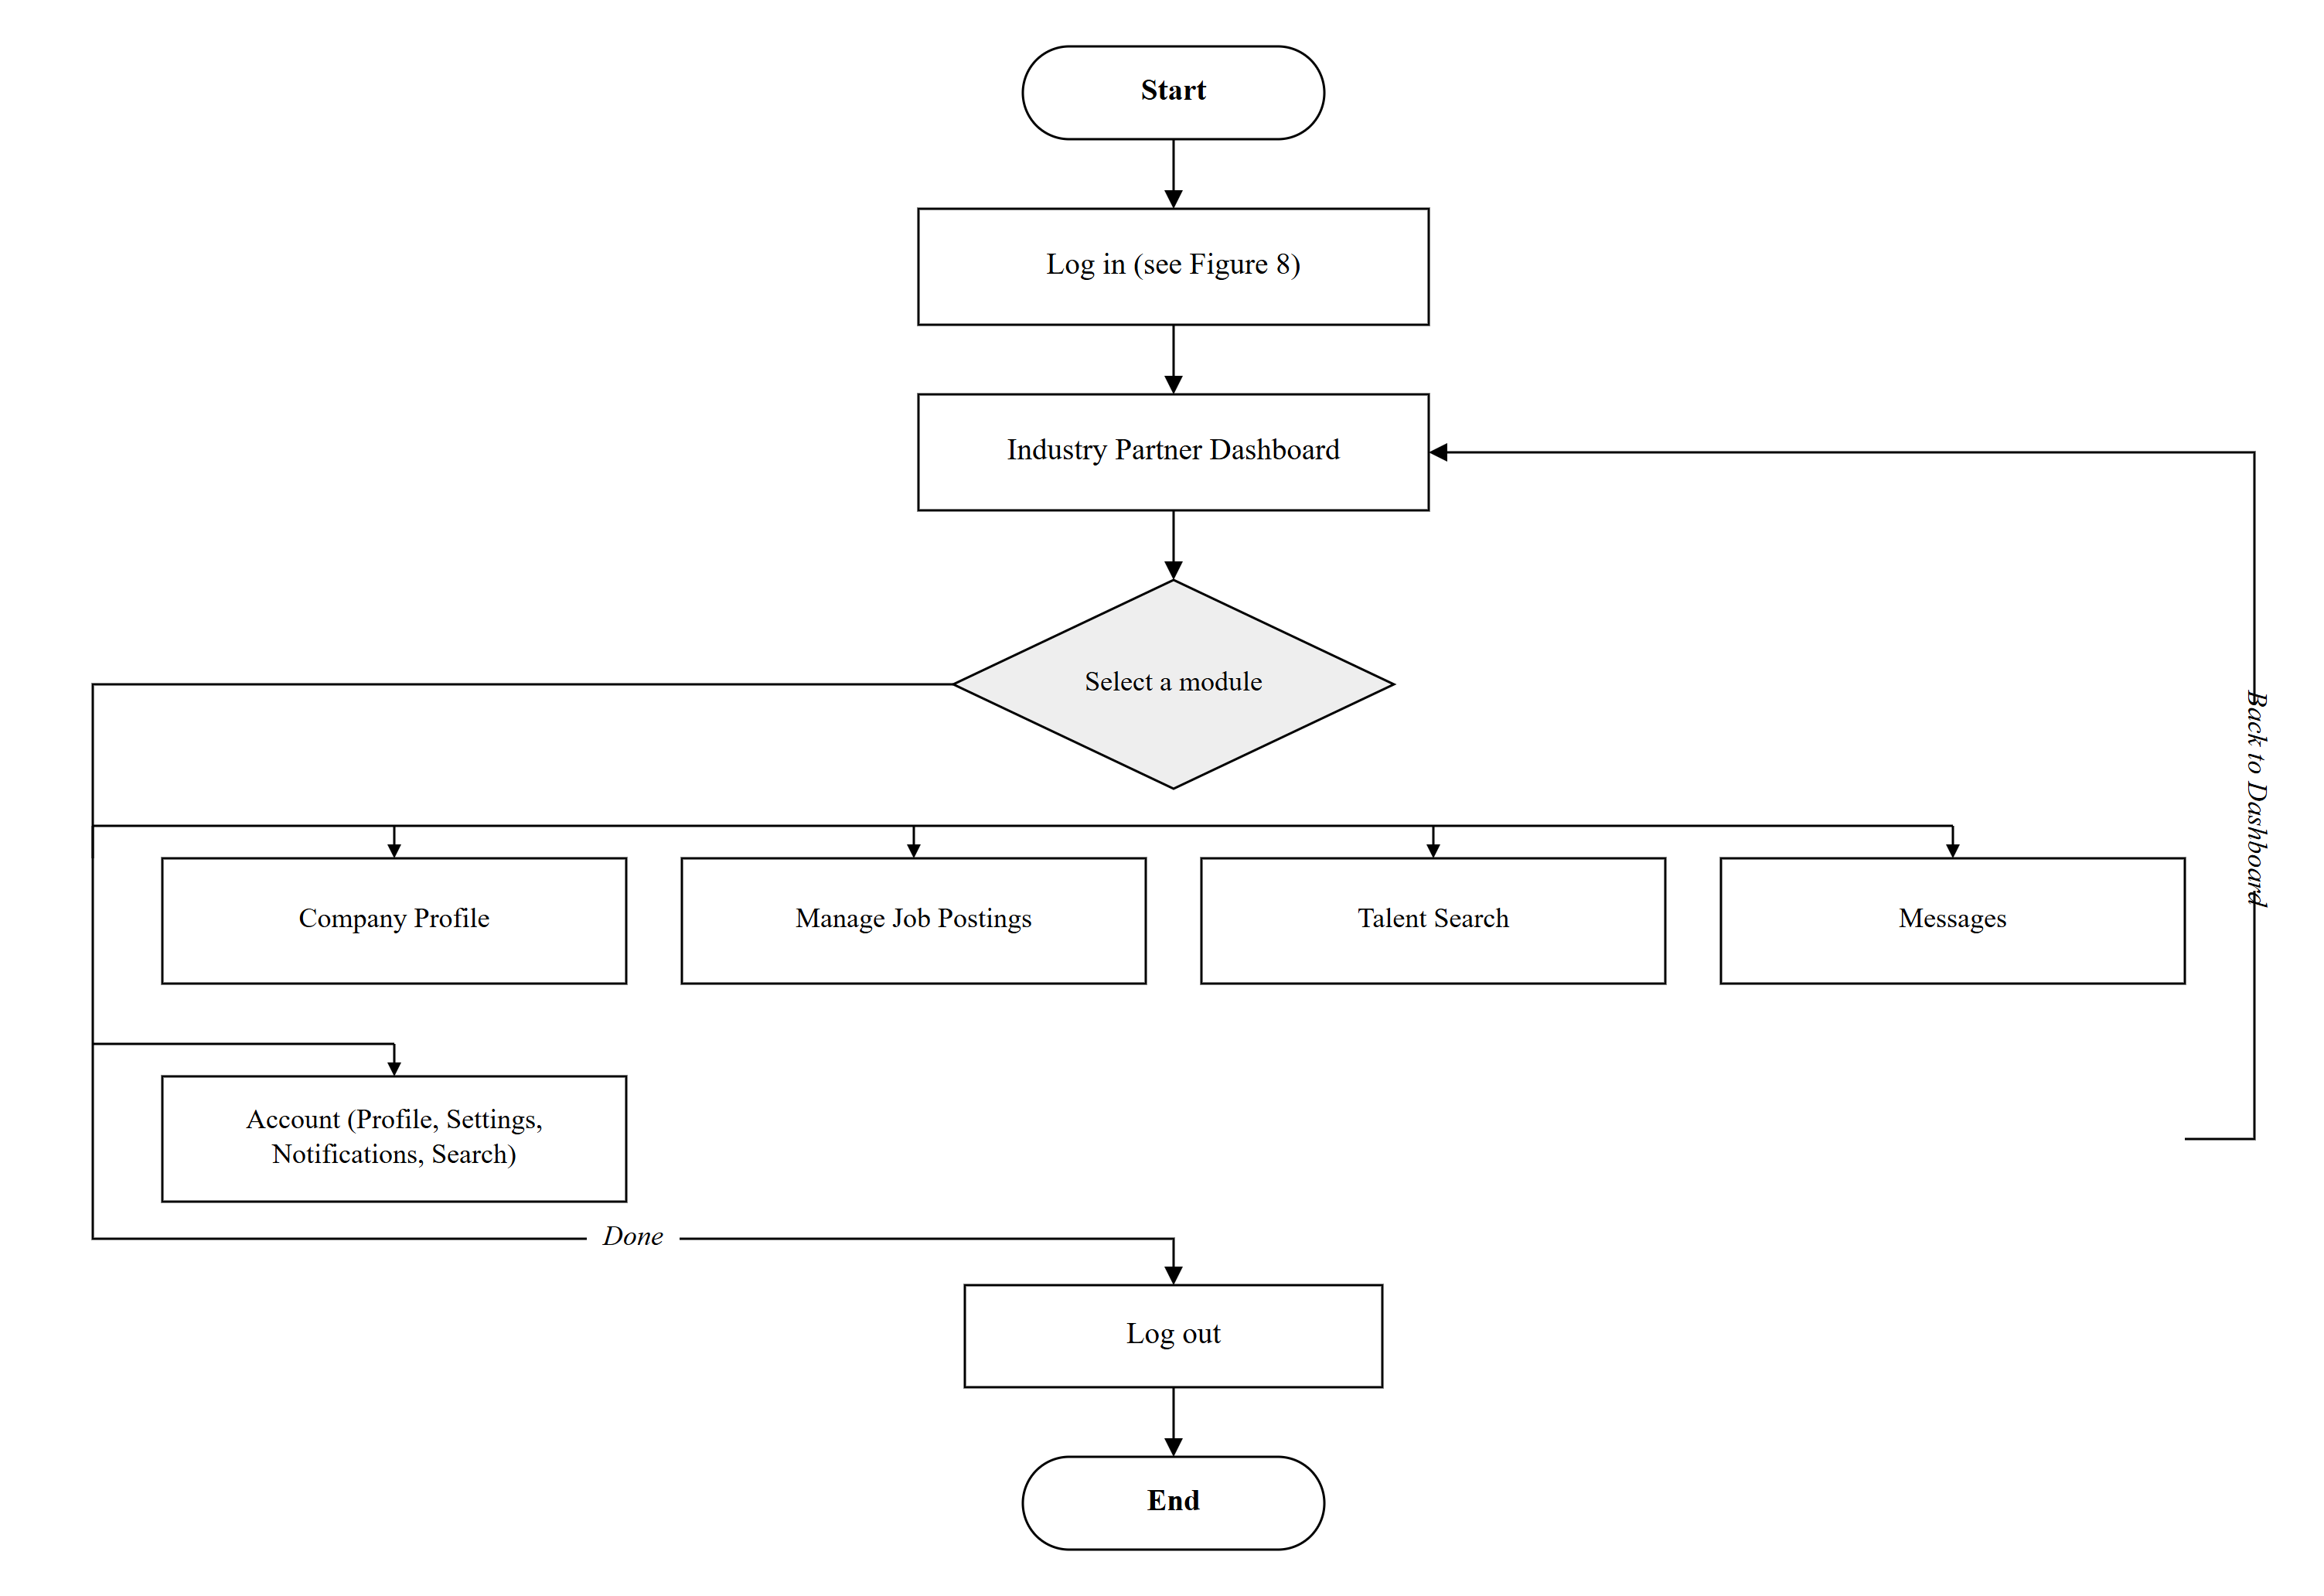 Start
Log in (see Figure 8)
Industry Partner Dashboard
Select a module
Back to Dashboard
Company Profile
Manage Job Postings
Talent Search
Messages
Account (Profile, Settings,
Notifications, Search)
Done
Log out
End